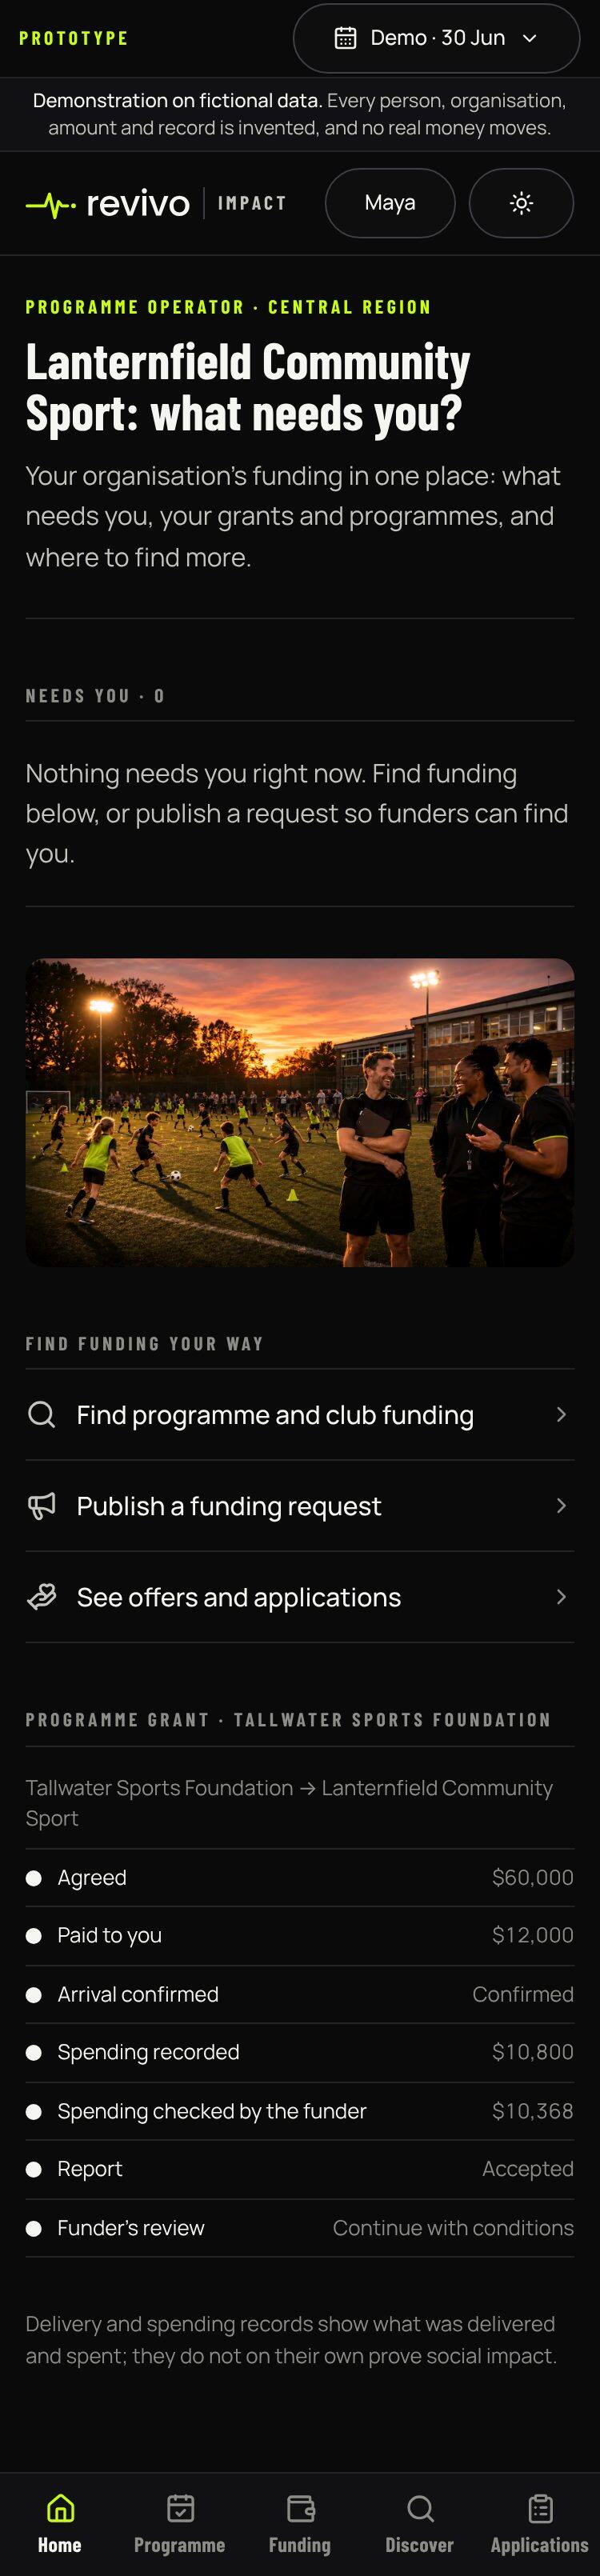 PROTOTYPE
Demo · 30 Jun
Demonstration on fictional data. Every person, organisation,
amount and record is invented, and no real money moves.
revivo
IMPACT
Maya
PROGRAMME OPERATOR · CENTRAL REGION
Lanternfield Community
Sport: what needs you?
Your organisation's funding in one place: what
needs you, your grants and programmes, and
where to find more.
NEEDS YOU · 0
Nothing needs you right now. Find funding
below, or publish a request so funders can find
you.
FIND FUNDING YOUR WAY
Find programme and club funding
Publish a funding request
See offers and applications
PROGRAMME GRANT · TALLWATER SPORTS FOUNDATION
Tallwater Sports Foundation → Lanternfield Community
Sport
Agreed $60,000
Paid to you $12,000
Arrival confirmed Confirmed
Spending recorded $10,800
Spending checked by the funder $10,368
Report Accepted
Funder's review Continue with conditions
Delivery and spending records show what was delivered
and spent; they do not on their own prove social impact.
Home
Programme
Funding
Discover
Applications